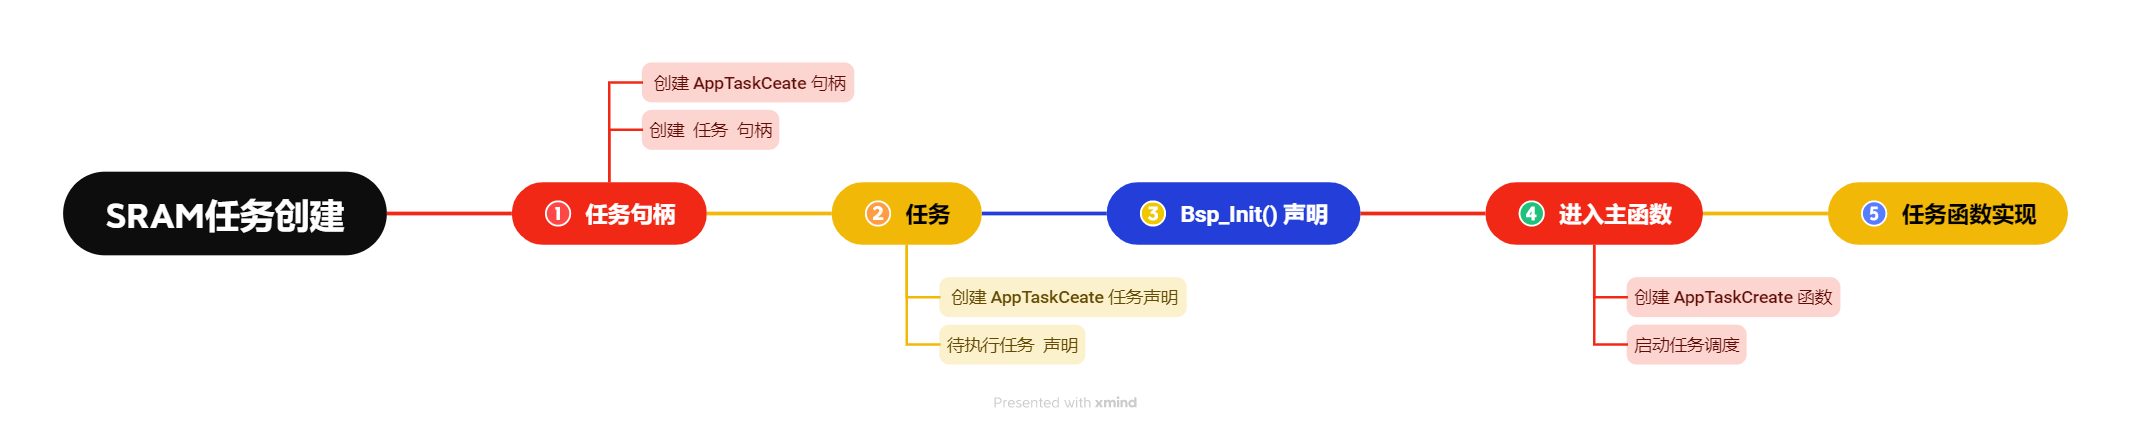 SRAM任务创建
① 任务句柄
创建 AppTaskCeate 句柄
创建 任务 句柄
② 任务
创建 AppTaskCeate 任务声明
待执行任务 声明
③ Bsp_Init() 声明
④ 进入主函数
创建 AppTaskCreate 函数
启动任务调度
⑤ 任务函数实现
Presented with xmind